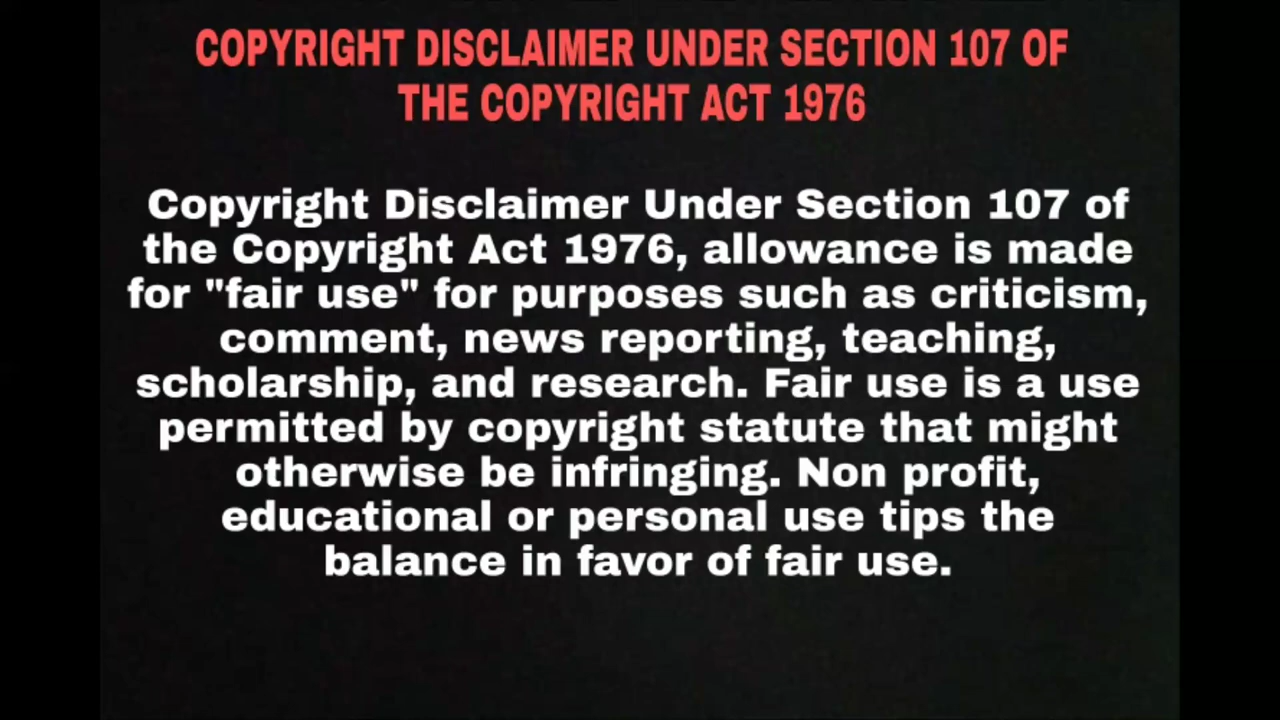 COPYRIGHT DISCLAIMER UNDER SECTION 107 OF
THE COPYRIGHT ACT 1976
Copyright Disclaimer Under Section 107 of
the Copyright Act 1976, allowance is made
for "fair use" for purposes such as criticism,
comment, news reporting, teaching,
scholarship, and research. Fair use is a use
permitted by copyright statute that might
otherwise be infringing. Non profit,
educational or personal use tips the
balance in favor of fair use.